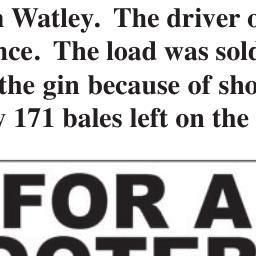 Watley.  The driver
nce.  The load was sold
the gin because of sho
171 bales left on the
FOR A